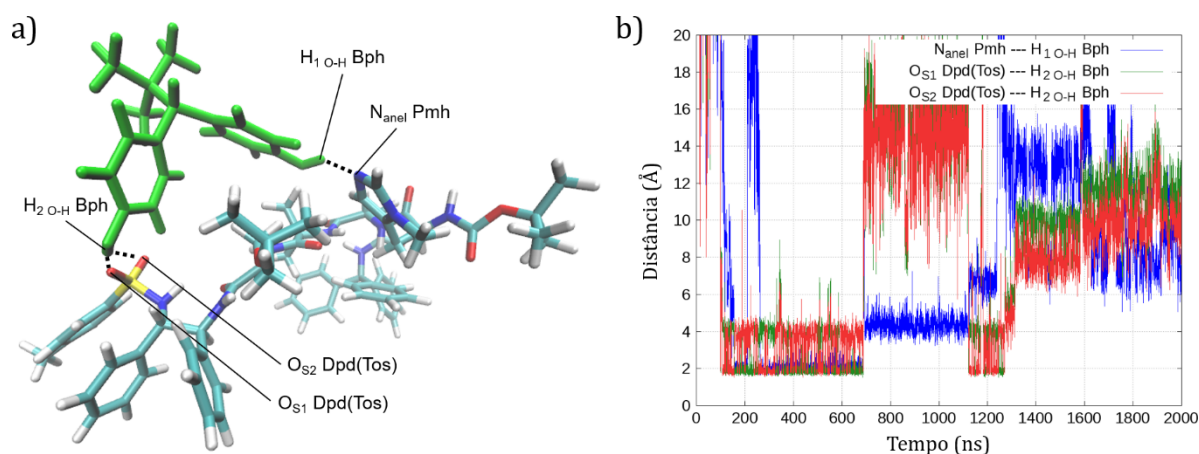 a)
H1 O-H Bph
Nanel Pmh
H2 O-H Bph
OS2 Dpd(Tos)
OS1 Dpd(Tos)
b)
Nanel Pmh --- H1 O-H Bph
OS1 Dpd(Tos) --- H2 O-H Bph
OS2 Dpd(Tos) --- H2 O-H Bph
Distância (Å)
20
18
16
14
12
10
8
6
4
2
0
0 200 400 600 800 1000 1200 1400 1600 1800 2000
Tempo (ns)